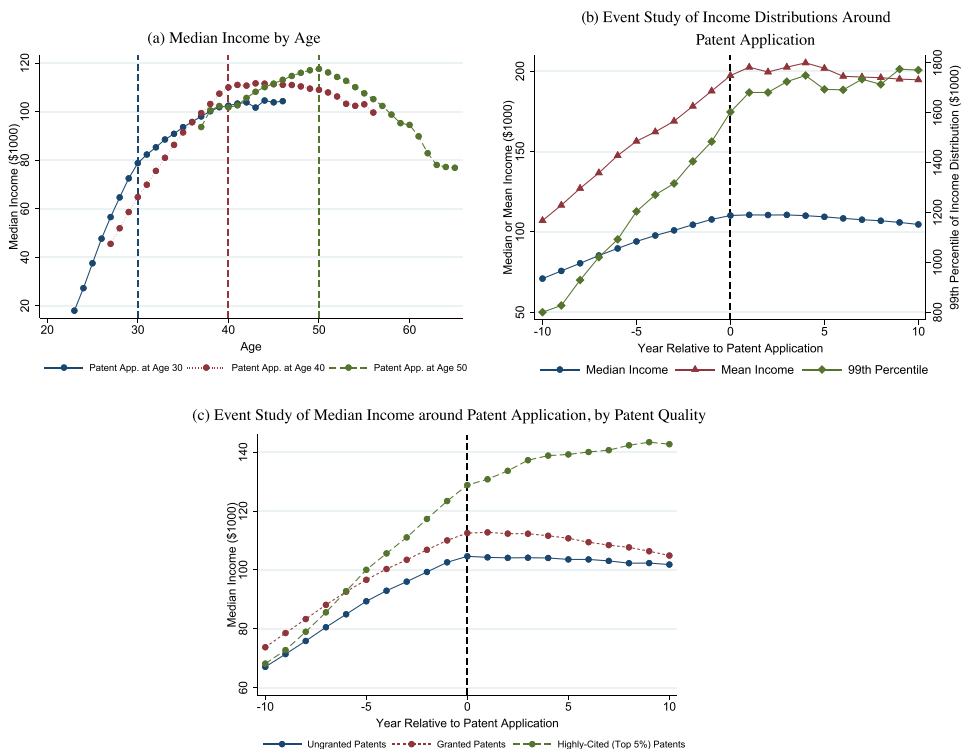 (a) Median Income by Age
Median Income ($1000)
120
100
80
60
40
20
20 30 40 50 60
Age
Patent App. at Age 30 Patent App. at Age 40 Patent App. at Age 50
(b) Event Study of Income Distributions Around
Patent Application
Median or Mean Income ($1000)
200
150
100
50
99th Percentile of Income Distribution ($1000)
1800
1600
1400
1200
1000
800
-10 -5 0 5 10
Year Relative to Patent Application
Median Income Mean Income 99th Percentile
(c) Event Study of Median Income around Patent Application, by Patent Quality
Median Income ($1000)
140
120
100
80
60
-10 -5 0 5 10
Year Relative to Patent Application
Ungranted Patents Granted Patents Highly-Cited (Top 5%) Patents